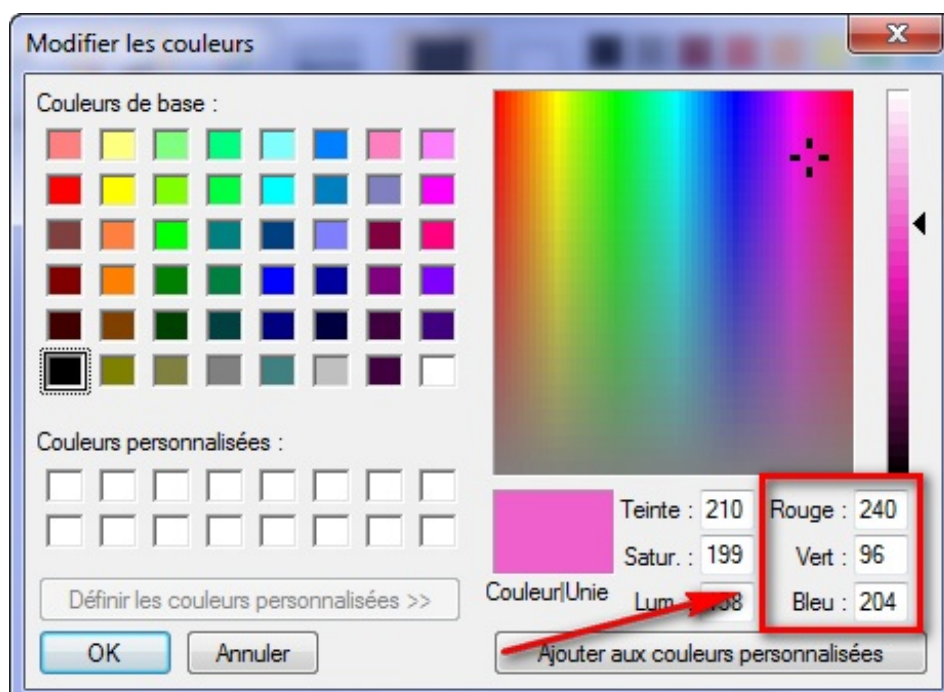 Modifier les couleurs
Couleurs de base :
Couleurs personnalisées :
Définir les couleurs personnalisées >>
OK
Annuler
Couleur|Unie
Teinte : 210
Satur. : 199
Lum. :
Rouge : 240
Vert : 96
Bleu : 204
Ajouter aux couleurs personnalisées